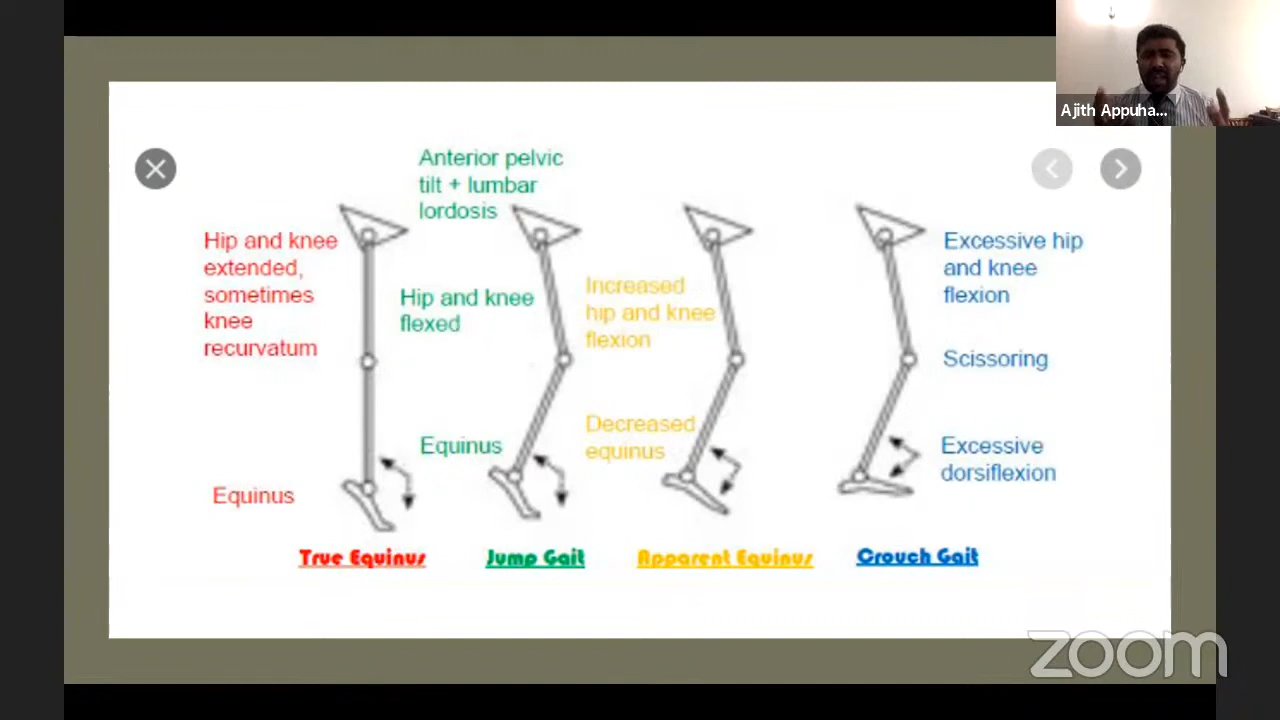 Ajith Appuha...
Anterior pelvic
tilt + lumbar
lordosis
Hip and knee
extended,
sometimes
knee
recurvatum
Hip and knee
flexed
Increased
hip and knee
flexion
Excessive hip
and knee
flexion
Scissoring
Equinus
Decreased
equinus
Excessive
dorsiflexion
Equinus
True Equinus
Jump Gait
Apparent Equinus
Crouch Gait
zoom